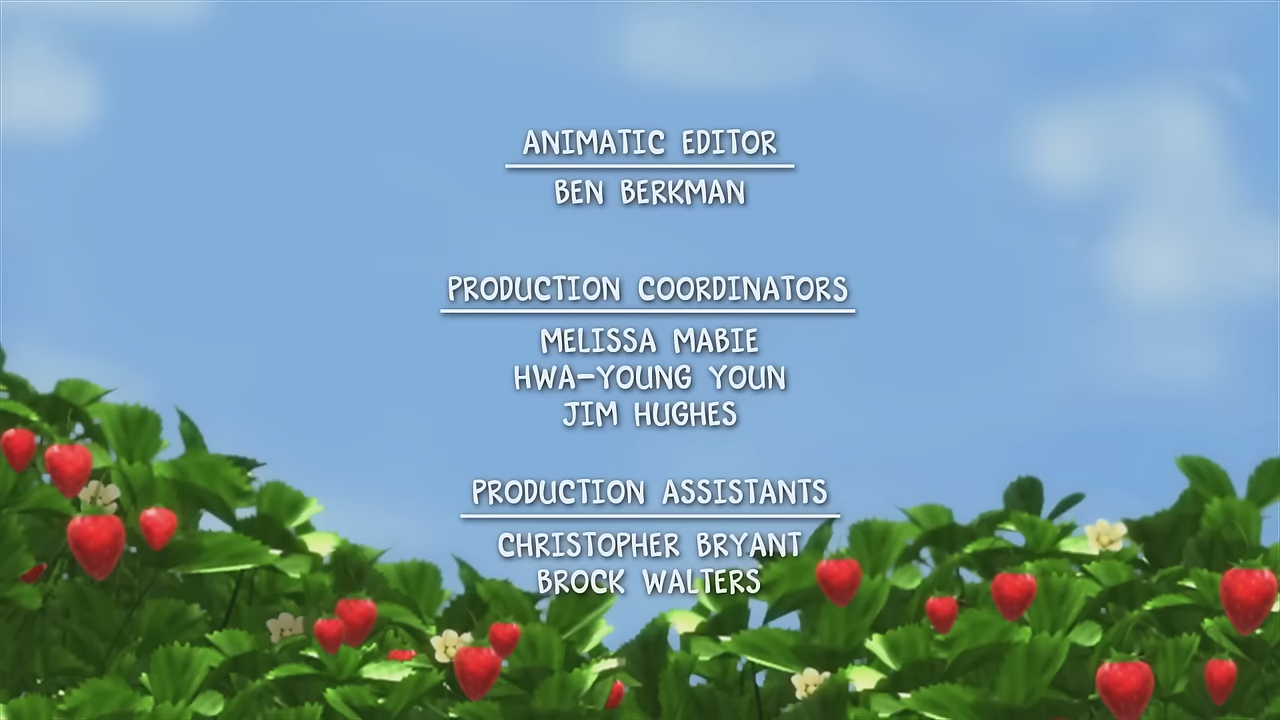 ANIMATIC EDITOR
BEN BERKMAN
PRODUCTION COORDINATORS
MELISSA MABIE
HWA-YOUNG YOUN
JIM HUGHES
PRODUCTION ASSISTANTS
CHRISTOPHER BRYANT
BROCK WALTERS